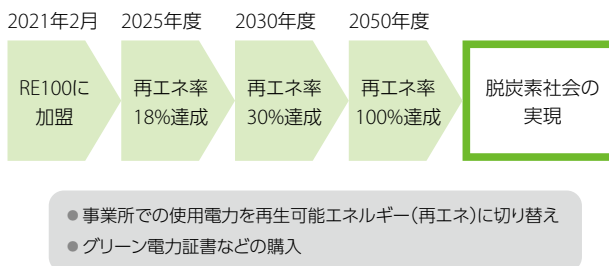 2021年2月 2025年度 2030年度 2050年度
RE100に 再エネ率 再エネ率 再エネ率 脱炭素社会の
加盟 18%達成 30%達成 100%達成 実現
●事業所での使用電力を再生可能エネルギー(再エネ)に切り替え
●グリーン電力証書などの購入